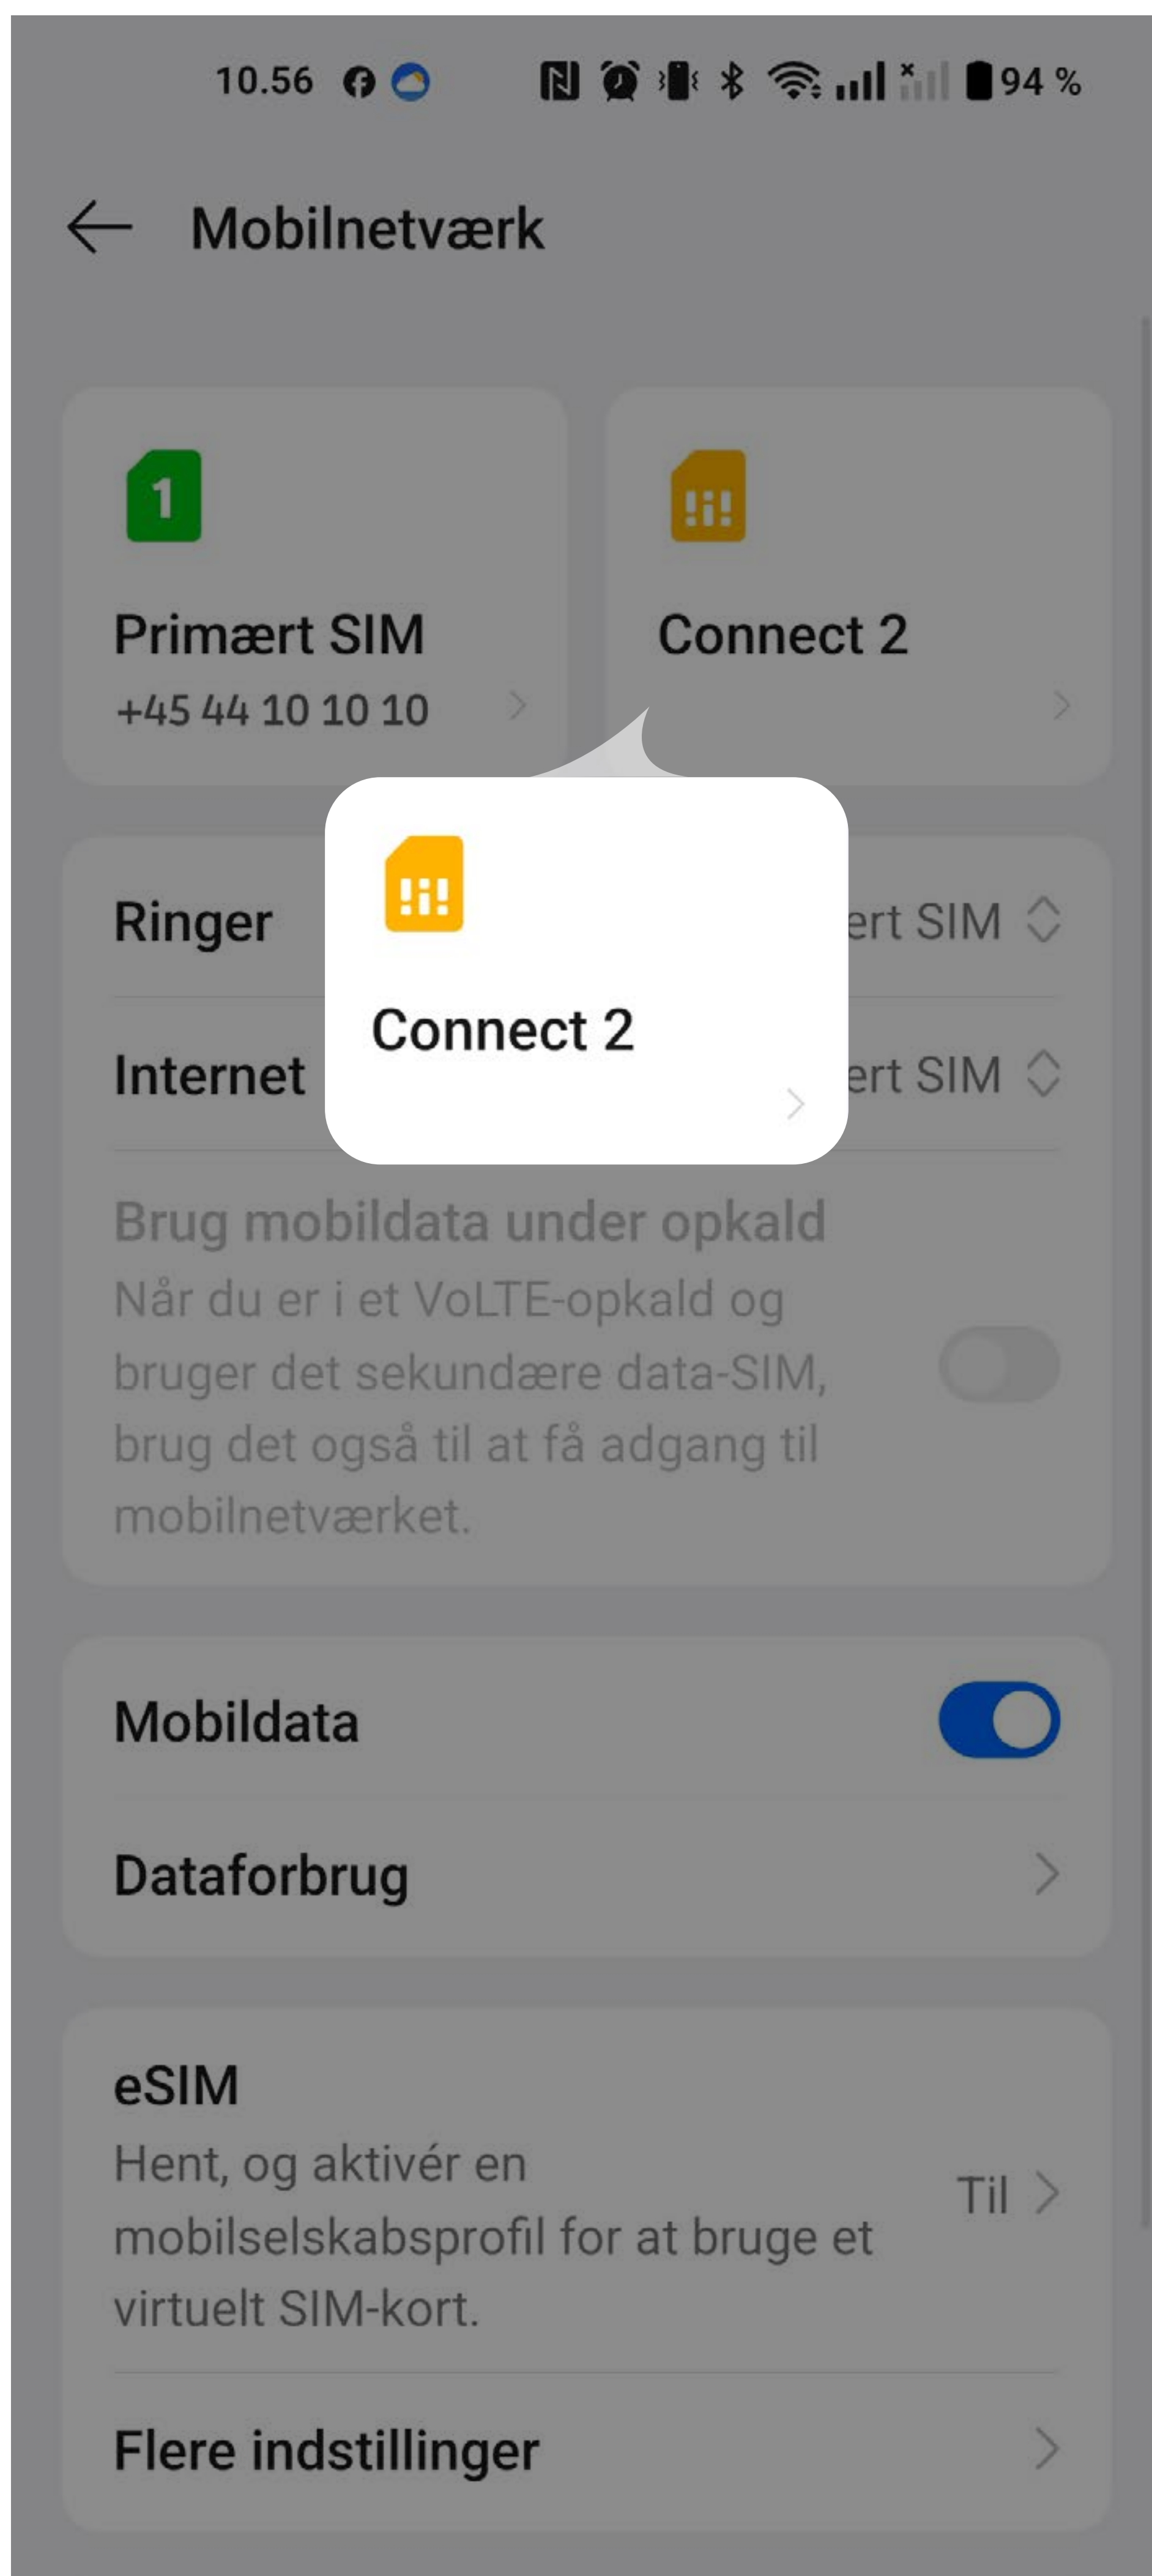 10.56
94 %
Mobilnetværk
1
Primært SIM
+45 44 10 10 10
Connect 2
Connect 2
Ringer
ert SIM
Internet
ert SIM
Brug mobildata under opkald
Når du er i et VoLTE-opkald og
bruger det sekundære data-SIM,
brug det også til at få adgang til
mobilnetværket.
Mobildata
Dataforbrug
eSIM
Hent, og aktivér en
mobilselskabsprofil for at bruge et
virtuelt SIM-kort.
Til
Flere indstillinger